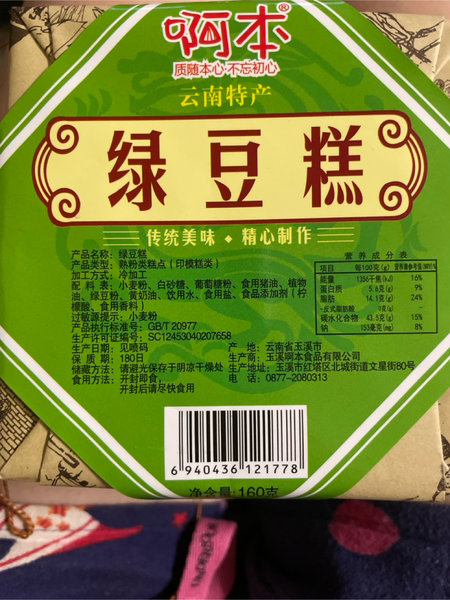 啊本®
质随本心·不忘初心
云南特产
绿豆糕
传统美味 ◆ 精心制作
产品名称：绿豆糕
产品类型：熟粉类糕点（印模糕类）
加工方式：冷加工
配 料 表：小麦粉、白砂糖、葡萄糖粉、食用猪油、植物
油、绿豆粉、黄奶油、饮用水、食用盐、食品添加剂（柠
檬酸、食用香料）
过敏源提示：小麦粉
产品执行标准号：GB/T 20977
生产许可证编号：SC12453040207658
生产日期：见喷码
保 质 期：180日
储藏方法：请避光保存于阴凉干燥处
食用方法：开封即食，
开封后请尽快食用
营 养 成 分 表
项目 每100克(g) 营养素参考值(NRV)%
能量 1356千焦(kJ) 16%
蛋白质 5.6克(g) 9%
脂肪 14.1克(g) 24%
-反式脂肪酸 0克(g)
碳水化合物 43.5克(g) 15%
钠 153毫克(mg) 8%
产 地：云南省玉溪市
生产商：玉溪啊本食品有限公司
生产地址：玉溪市红塔区北城街道文星街80号
电 话：0877-2080313
6 940436 121778
净含量:160克